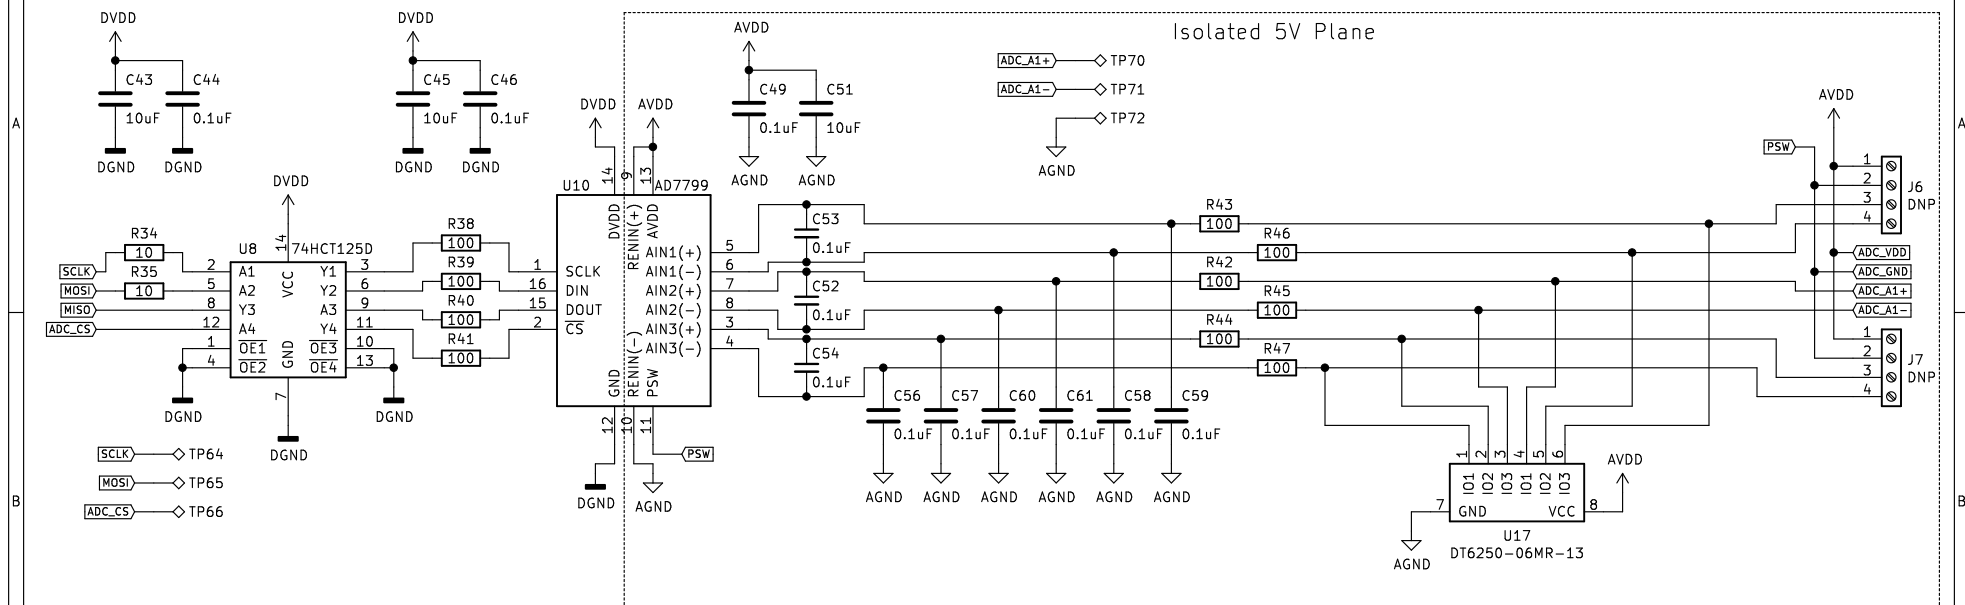 Isolated 5V Plane
DVDD
C43
10uF
DGND
C44
0.1uF
DGND
DVDD
C45
10uF
DGND
C46
0.1uF
DGND
AVDD
C49
0.1uF
AGND
C51
10uF
AGND
ADC_A1+ TP70
ADC_A1- TP71
TP72
AGND
A
A
DVDD
14
U8
74HCT125D
VCC
SCLK
R34
10
2 A1
MOSI
R35
10
5 A2
MISO
8 Y3
ADC_CS
12 A4
1 OE1
4 OE2
DGND
Y1 3
Y2 6
A3 9
Y4 11
OE3 10
OE4 13
DGND
GND
7
DGND
R38
100
R39
100
R40
100
R41
100
DVDD
AVDD
14
9
13
U10
AD7799
DVDD
RENIN(+)
AVDD
1 SCLK
16 DIN
15 DOUT
2 CS
AIN1(+) 5
AIN1(-) 6
AIN2(+) 7
AIN2(-) 8
AIN3(+) 3
AIN3(-) 4
GND
RENIN(-)
PSW
12
10
11
DGND
AGND
PSW
C53
0.1uF
C52
0.1uF
C54
0.1uF
R43
100
R46
100
R42
100
R45
100
R44
100
R47
100
C56
0.1uF
AGND
C57
0.1uF
AGND
C60
0.1uF
AGND
C61
0.1uF
AGND
C58
0.1uF
AGND
C59
0.1uF
AGND
AVDD
PSW
1
2
3
4
J6
DNP
ADC_VDD
ADC_GND
ADC_A1+
ADC_A1-
1
2
3
4
J7
DNP
1 2 3 4 5 6
IO1 IO2 IO3 IO1 IO2 IO3
7 GND
VCC 8
AVDD
AGND
U17
DT6250-06MR-13
SCLK TP64
MOSI TP65
ADC_CS TP66
B
B